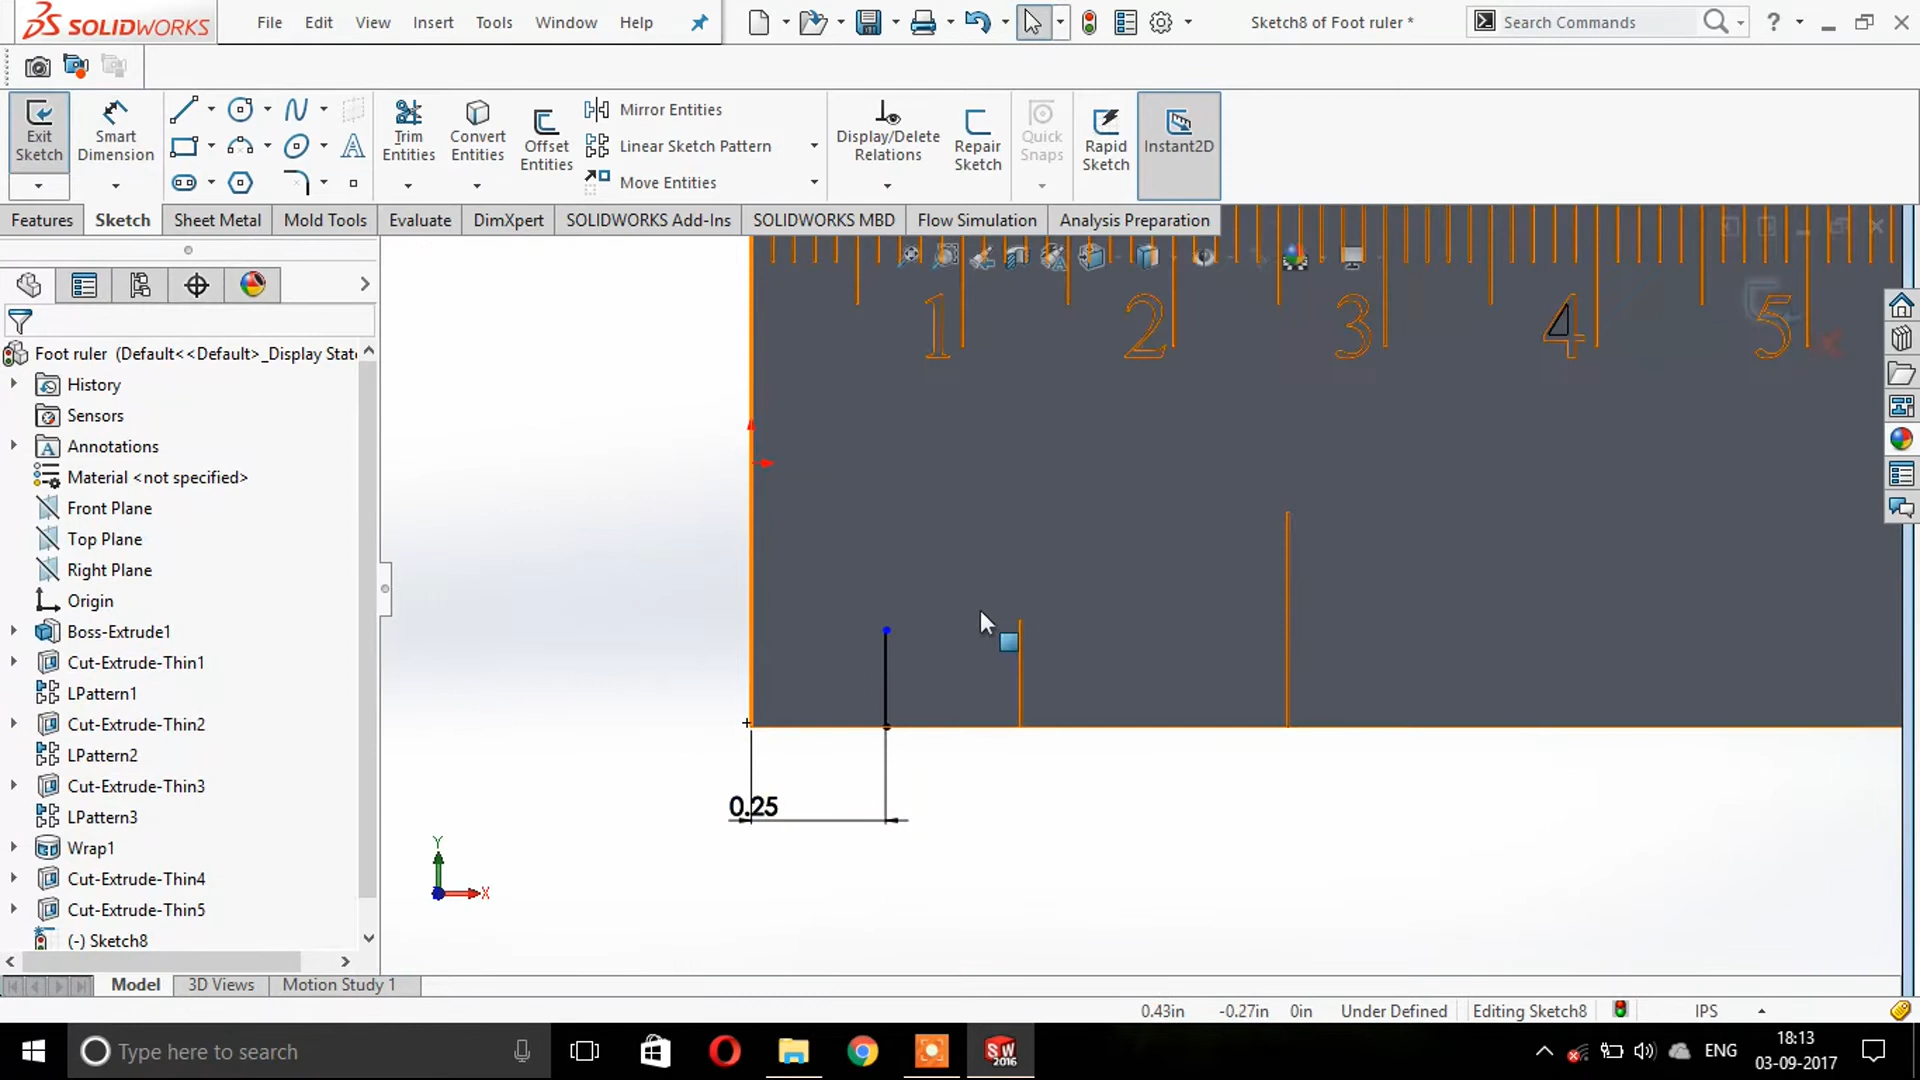 SOLIDWORKS File Edit View Insert Tools Window Help Sketch8 of Foot ruler * Search Commands ?
Exit Sketch Smart Dimension Trim Entities Convert Entities Offset Entities Mirror Entities Linear Sketch Pattern Move Entities Display/Delete Relations Repair Sketch Quick Snaps Rapid Sketch Instant2D
Features Sketch Sheet Metal Mold Tools Evaluate DimXpert SOLIDWORKS Add-Ins SOLIDWORKS MBD Flow Simulation Analysis Preparation
1 2 3 4 5
Foot ruler (Default<<Default>_Display State
History
Sensors
Annotations
Material <not specified>
Front Plane
Top Plane
Right Plane
Origin
Boss-Extrude1
Cut-Extrude-Thin1
LPattern1
Cut-Extrude-Thin2
LPattern2
Cut-Extrude-Thin3
LPattern3
Wrap1
Cut-Extrude-Thin4
Cut-Extrude-Thin5
(-) Sketch8
0.25
Y
X
Model 3D Views Motion Study 1
0.43in -0.27in 0in Under Defined Editing Sketch8 IPS
Type here to search SW 2016 ENG 18:13
03-09-2017